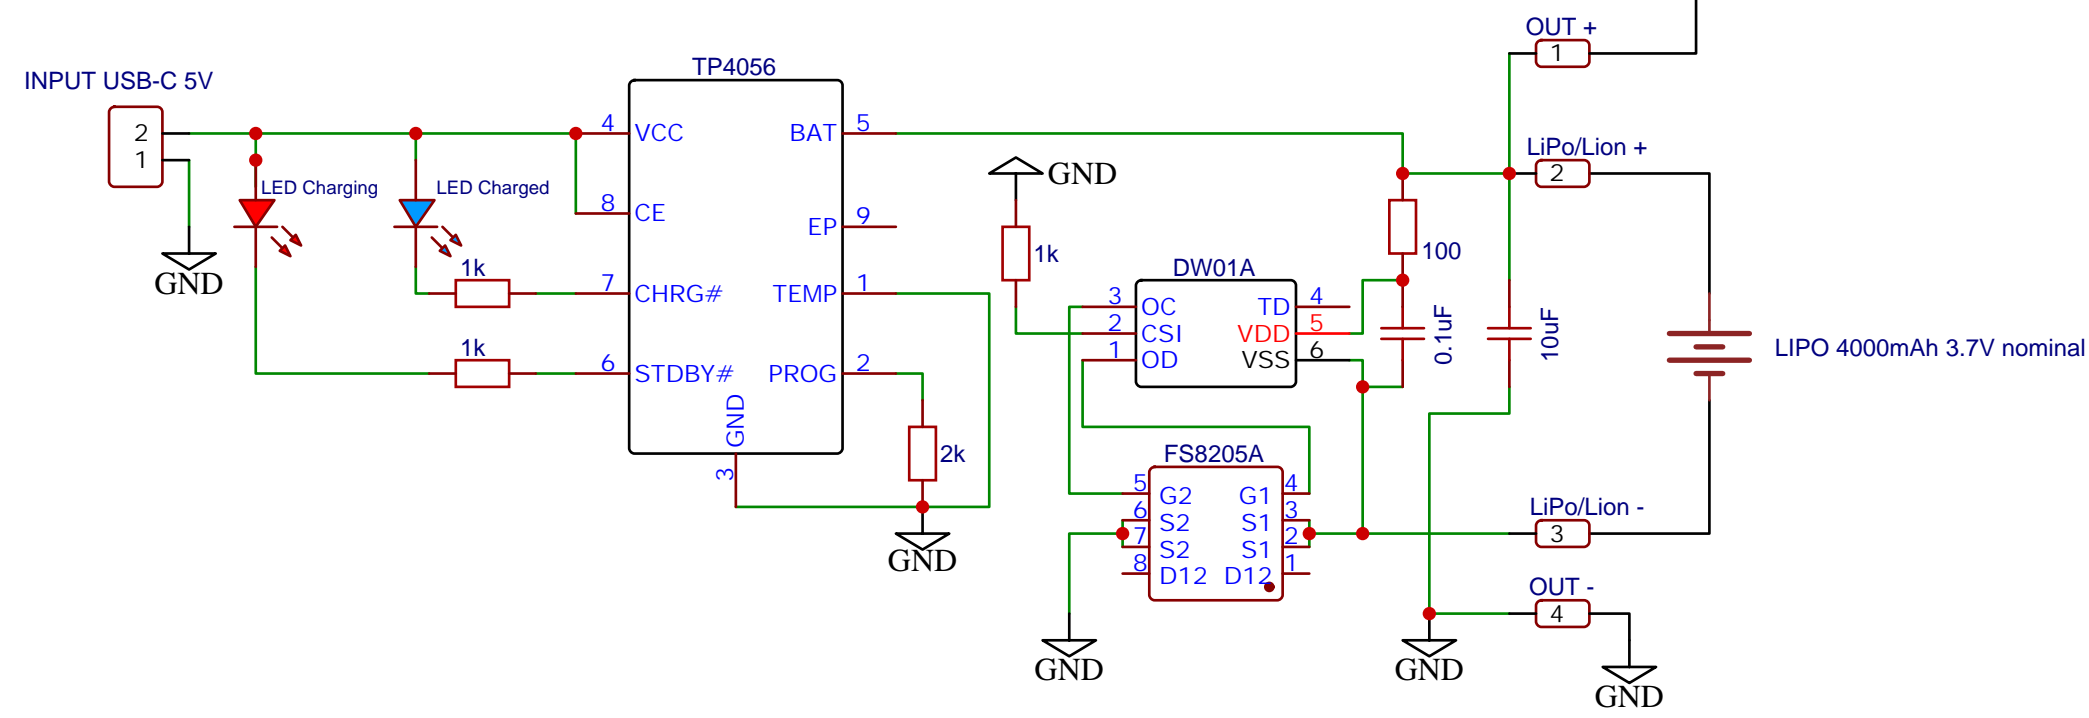 OUT +
1
INPUT USB-C 5V
2
1
TP4056
4 VCC
BAT 5
8 CE
EP 9
7 CHRG#
TEMP 1
6 STDBY#
PROG 2
GND
3
LED Charging
LED Charged
1k
1k
GND
2k
GND
GND
1k
DW01A
3 OC
TD 4
2 CSI
VDD 5
1 OD
VSS 6
100
0.1uF
10uF
LiPo/Lion +
2
LIPO 4000mAh 3.7V nominal
FS8205A
5 G2
G1 4
6 S2
S1 3
7 S2
S1 2
8 D12
D12 1
LiPo/Lion -
3
OUT -
4
GND
GND
GND